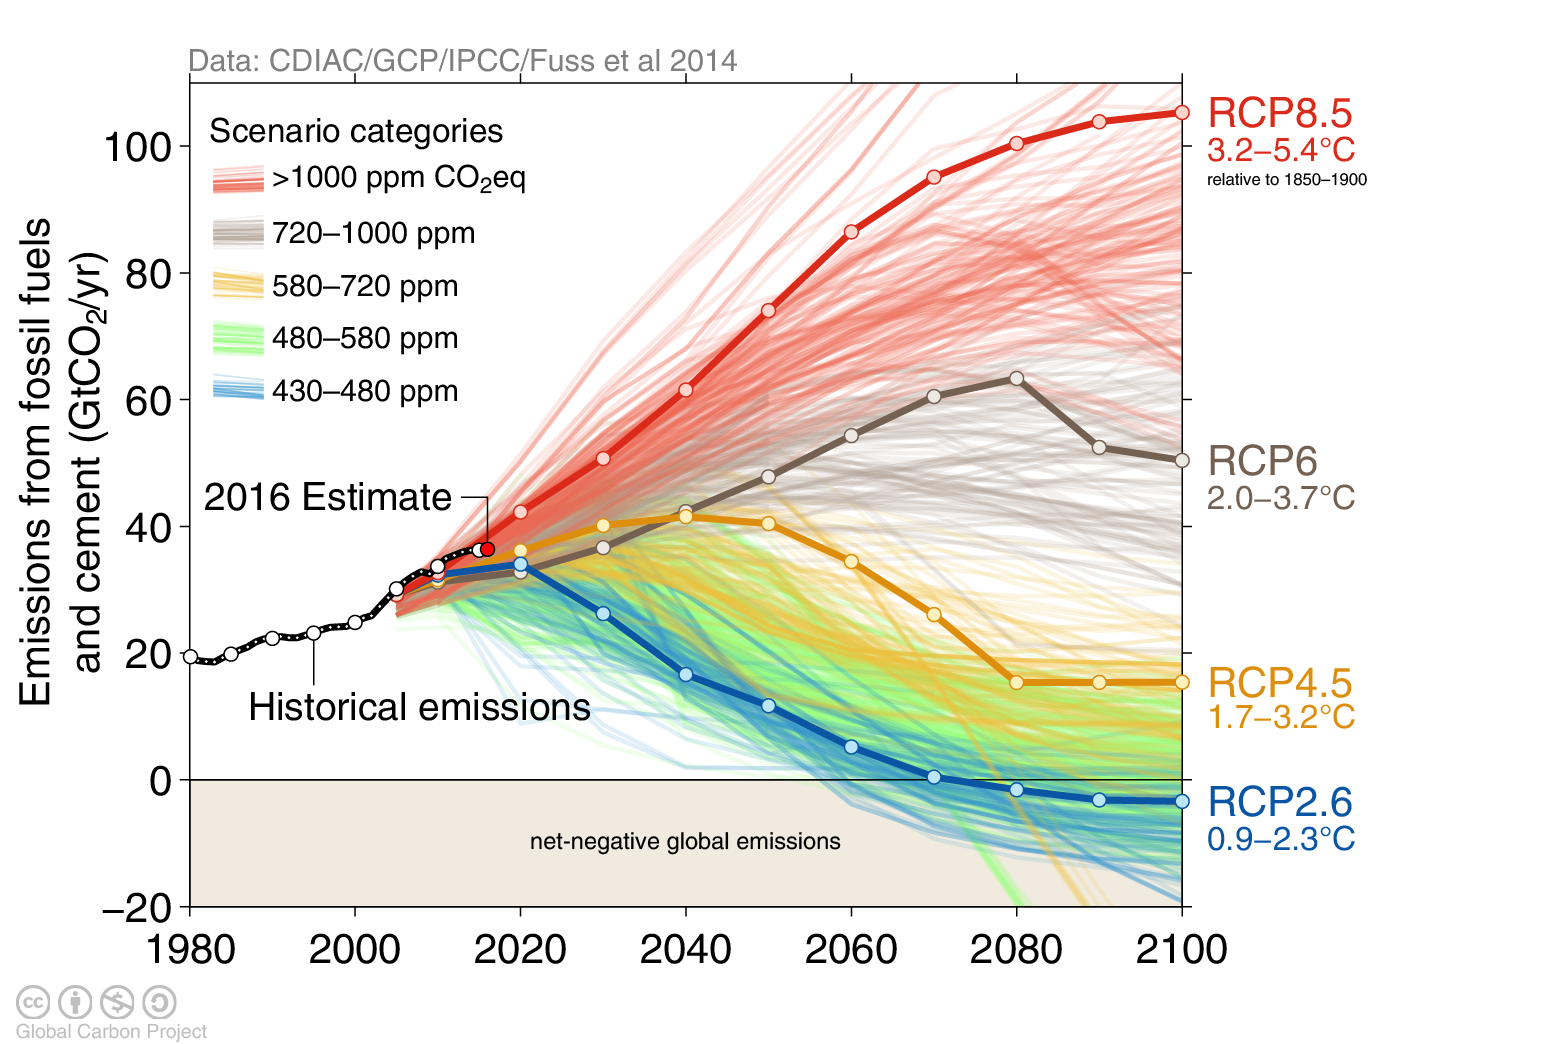 Data: CDIAC/GCP/IPCC/Fuss et al 2014
Scenario categories
>1000 ppm CO2eq
720–1000 ppm
580–720 ppm
480–580 ppm
430–480 ppm
Emissions from fossil fuels
and cement (GtCO2/yr)
100
80
60
40
20
0
−20
2016 Estimate
Historical emissions
net-negative global emissions
RCP8.5
3.2–5.4°C
relative to 1850–1900
RCP6
2.0–3.7°C
RCP4.5
1.7–3.2°C
RCP2.6
0.9–2.3°C
1980 2000 2020 2040 2060 2080 2100
cc
Global Carbon Project